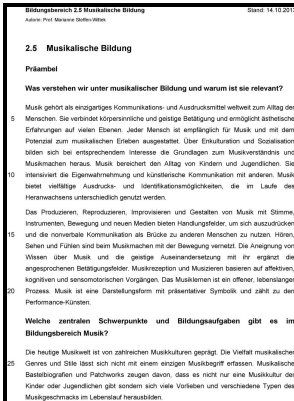 Bildungsbereich 2.5 Musikalische Bildung Stand: 14.10.2013
Autorin: Prof. Marianne Steffen-Wittek
2.5 Musikalische Bildung
Präambel
Was verstehen wir unter musikalischer Bildung und warum ist sie relevant?
Musik gehört als einzigartiges Kommunikations- und Ausdrucksmittel weltweit zum Alltag der
5 Menschen. Sie verbindet körpersinnliche und geistige Betätigung und ermöglicht ästhetische
Erfahrungen auf vielen Ebenen. Jeder Mensch ist empfänglich für Musik und mit dem
Potenzial zum musikalischen Erleben ausgestattet. Über Enkulturation und Sozialisation
bilden sich bei entsprechendem Interesse die Grundlagen zum Musikverständnis und
Musikmachen heraus. Musik bereichert den Alltag von Kindern und Jugendlichen. Sie
10 intensiviert die Eigenwahrnehmung und künstlerische Kommunikation mit anderen. Musik
bietet vielfältige Ausdrucks- und Identifikationsmöglichkeiten, die im Laufe des
Heranwachsens unterschiedlich genutzt werden.
Das Produzieren, Reproduzieren, Improvisieren und Gestalten von Musik mit Stimme,
Instrumenten, Bewegung und neuen Medien bieten Handlungsfelder, um sich auszudrücken
15 und die nonverbale Kommunikation als Brücke zu anderen Menschen zu nutzen. Hören,
Sehen und Fühlen sind beim Musikmachen mit der Bewegung vernetzt. Die Aneignung von
Wissen über Musik und die geistige Auseinandersetzung mit ihr ergänzt die
angesprochenen Betätigungsfelder. Musikrezeption und Musizieren basieren auf affektiven,
kognitiven und sensomotorischen Vorgängen. Das Musiklernen ist ein offener, lebenslanger
20 Prozess. Musik ist eine Darstellungsform mit präsentativer Symbolik und zählt zu den
Performance-Künsten.
Welche zentralen Schwerpunkte und Bildungsaufgaben gibt es im
Bildungsbereich Musik?
Die heutige Musikwelt ist von zahlreichen Musikkulturen geprägt. Die Vielfalt musikalischer
25 Genres und Stile lässt sich nicht mit einem einzigen Musikbegriff erfassen. Musikalische
Bastelbiografien und Patchworks zeugen davon, dass es nicht nur eine Musikkultur der
Kinder oder Jugendlichen gibt sondern sich viele Vorlieben und verschiedene Typen des
Musikgeschmacks im Lebenslauf herausbilden.